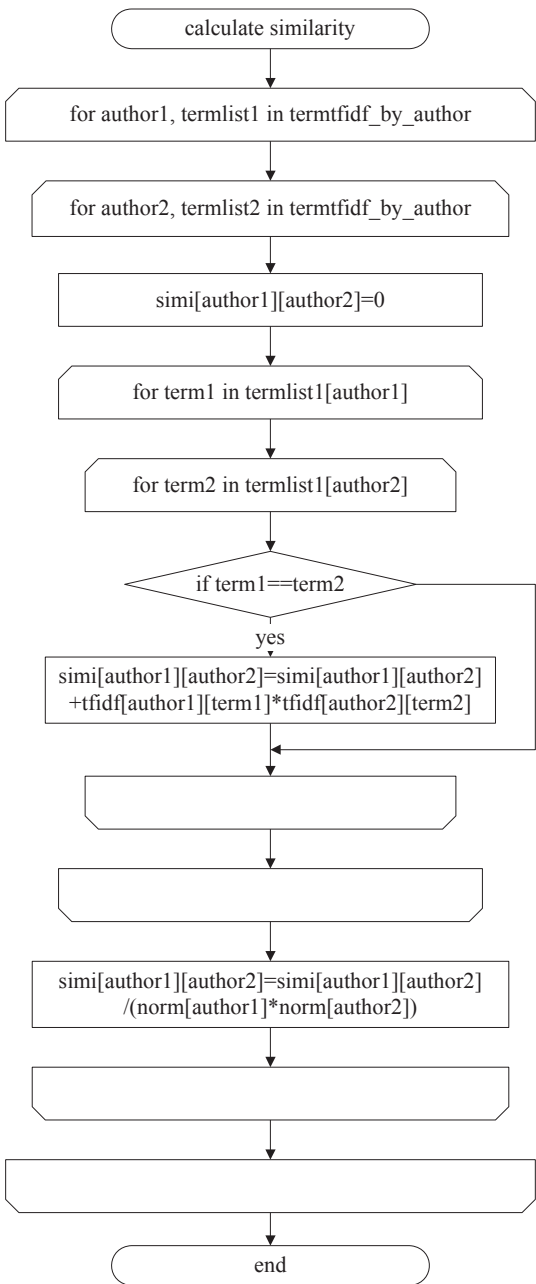 calculate similarity
for author1, termlist1 in termtfidf_by_author
for author2, termlist2 in termtfidf_by_author
simi[author1][author2]=0
for term1 in termlist1[author1]
for term2 in termlist1[author2]
if term1==term2
yes
simi[author1][author2]=simi[author1][author2]
+tfidf[author1][term1]*tfidf[author2][term2]
simi[author1][author2]=simi[author1][author2]
/(norm[author1]*norm[author2])
end